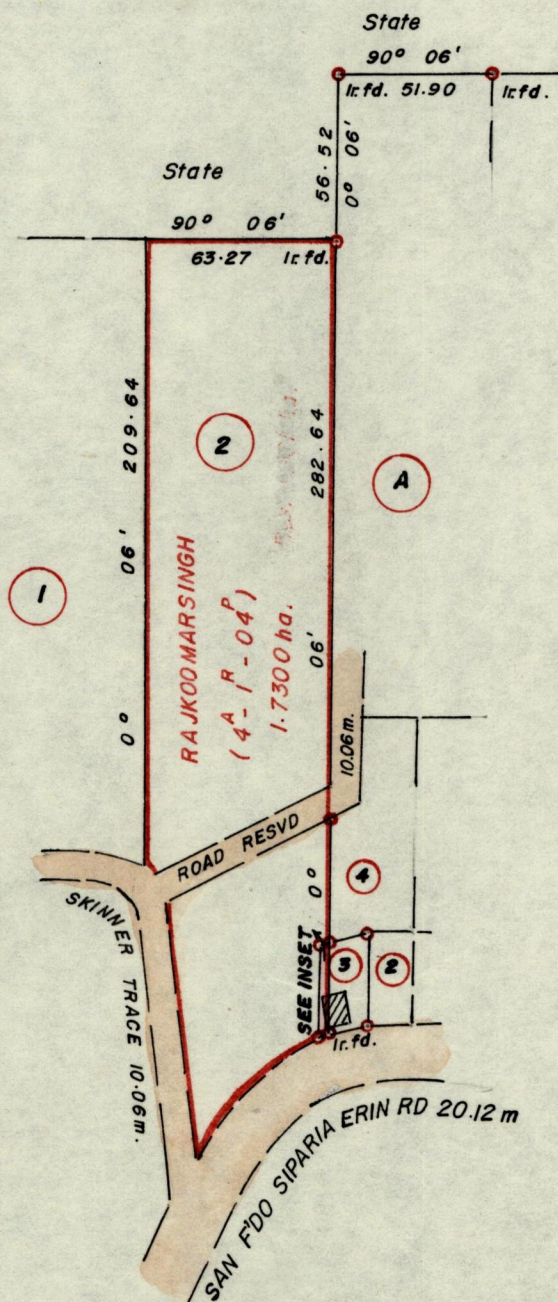 State
90° 06'
Ir. fd. 51.90 Ir. fd.
56.52
0° 06'
State
90° 06'
63.27 Ir. fd.
0° 06' 209.64
0° 06' 282.64
2
A
1
RAJKOOMARSINGH
(4ᴬ - 1ᴿ - 04ᴾ)
1.7300 ha.
10.06m.
ROAD RESVD
4
SKINNER TRACE 10.06m.
SEE INSET
3
2
Ir. fd.
SAN F'DO SIPARIA ERIN RD 20.12 m